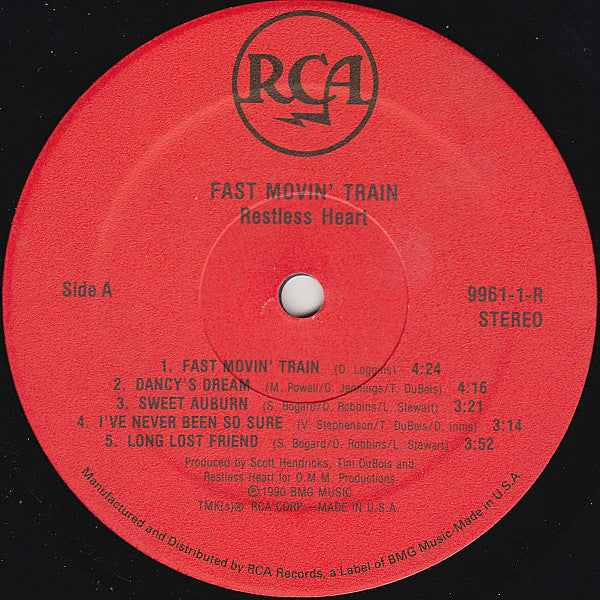 RCA
FAST MOVIN' TRAIN
Restless Heart
Side A
9961-1-R
STEREO
1. FAST MOVIN' TRAIN (D. Loggins) 4:24
2. DANCY'S DREAM (M. Powell/G. Jennings/T. DuBois) 4:16
3. SWEET AUBURN (S. Bogard/D. Robbins/L. Stewart) 3:21
4. I'VE NEVER BEEN SO SURE (V. Stephenson/T. DuBois/D. Innis) 3:14
5. LONG LOST FRIEND (S. Bogard/D. Robbins/L. Stewart) 3:52
Produced by Scott Hendricks, Tim DuBois and
Restless Heart for O.M.M. Productions
℗1990 BMG MUSIC
TMK(s)® RCA CORP.—MADE IN U.S.A
Manufactured and Distributed by RCA Records, a Label of BMG Music-Made in U.S.A.